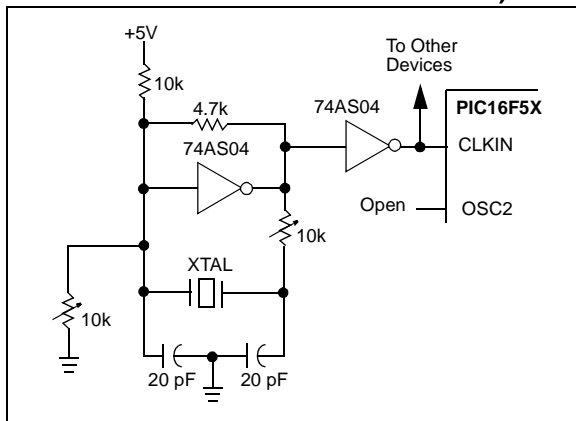 +5V
10k
4.7k
74AS04
74AS04
To Other
Devices
PIC16F5X
CLKIN
Open
OSC2
10k
XTAL
10k
20 pF
20 pF